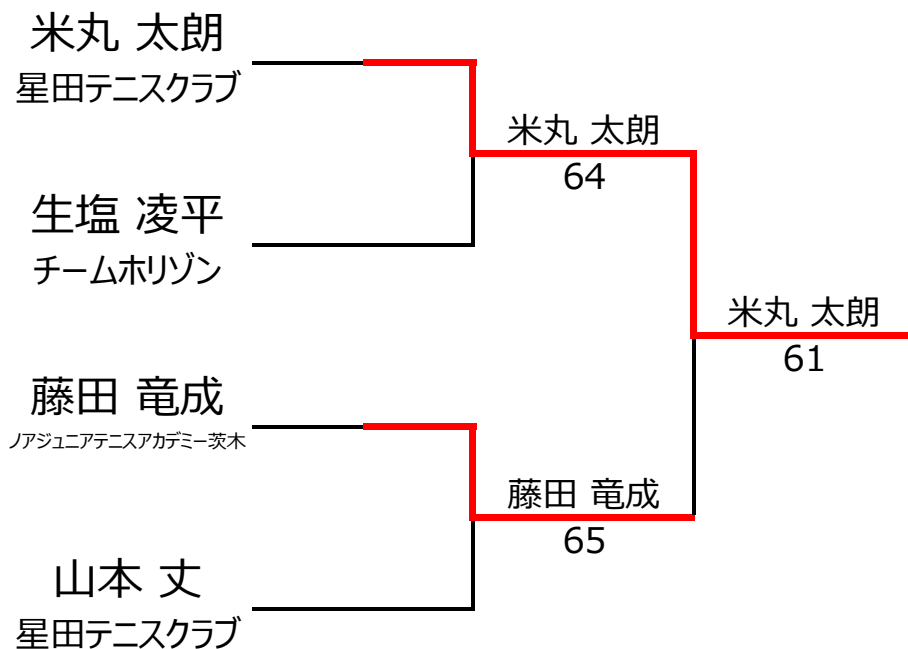 米丸 太朗
星田テニスクラブ
生塩 凌平
チームホリゾン
藤田 竜成
ノアジュニアテニスアカデミー茨木
山本 丈
星田テニスクラブ
米丸 太朗
64
藤田 竜成
65
米丸 太朗
61